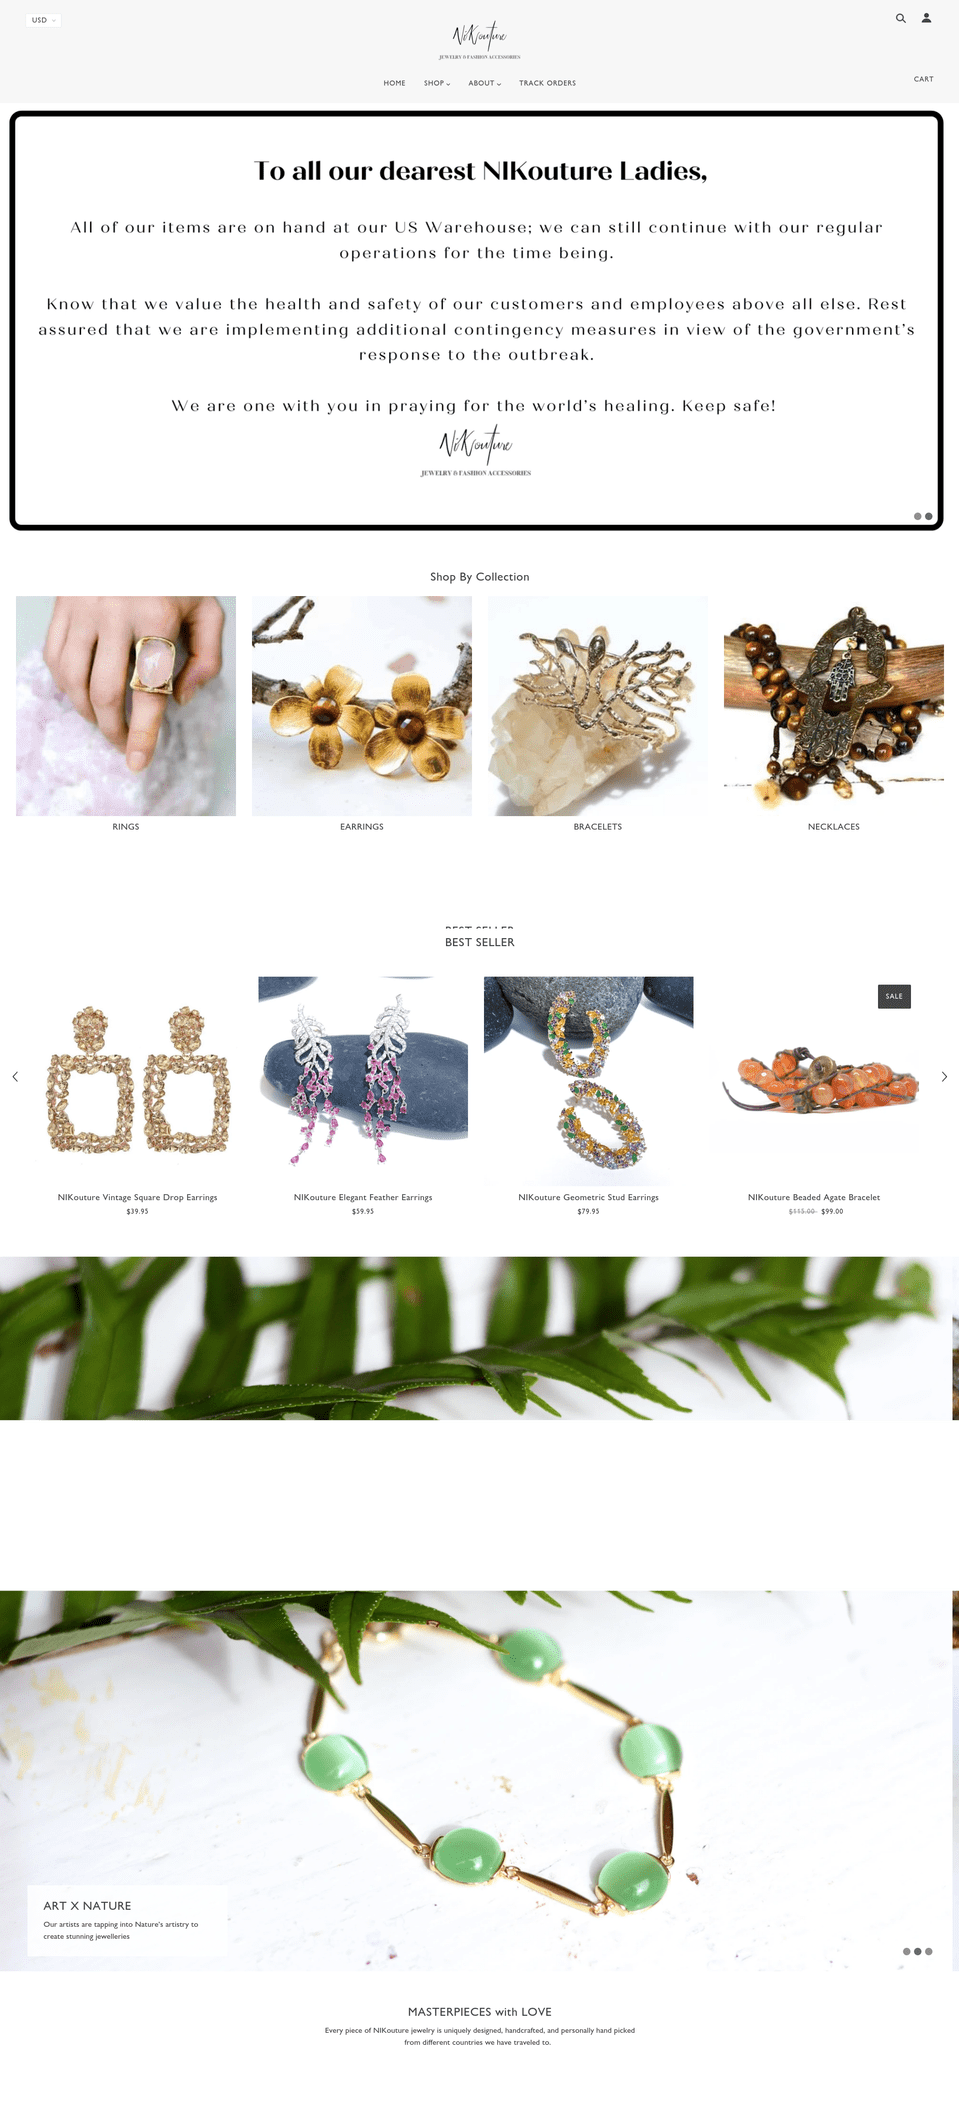 USD
NiKouture
JEWELRY & FASHION ACCESSORIES
HOME SHOP ABOUT TRACK ORDERS
CART
To all our dearest NIKouture Ladies,
All of our items are on hand at our US Warehouse; we can still continue with our regular
operations for the time being.
Know that we value the health and safety of our customers and employees above all else. Rest
assured that we are implementing additional contingency measures in view of the government's
response to the outbreak.
We are one with you in praying for the world's healing. Keep safe!
NiKouture
JEWELRY & FASHION ACCESSORIES
Shop By Collection
RINGS EARRINGS BRACELETS NECKLACES
BEST SELLER
BEST SELLER
SALE
NIKouture Vintage Square Drop Earrings
$39.95
NIKouture Elegant Feather Earrings
$59.95
NIKouture Geometric Stud Earrings
$79.95
NIKouture Beaded Agate Bracelet
$115.00 $99.00
ART X NATURE
Our artists are tapping into Nature's artistry to
create stunning jewelleries
MASTERPIECES with LOVE
Every piece of NIKouture jewelry is uniquely designed, handcrafted, and personally hand picked
from different countries we have traveled to.